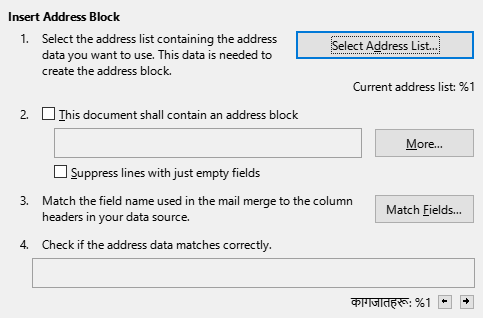 Insert Address Block
1. Select the address list containing the address
data you want to use. This data is needed to
create the address block.
Select Address List...
Current address list: %1
2. This document shall contain an address block
More...
Suppress lines with just empty fields
3. Match the field name used in the mail merge to the column
headers in your data source.
Match Fields...
4. Check if the address data matches correctly.
कागजातहरू: %1